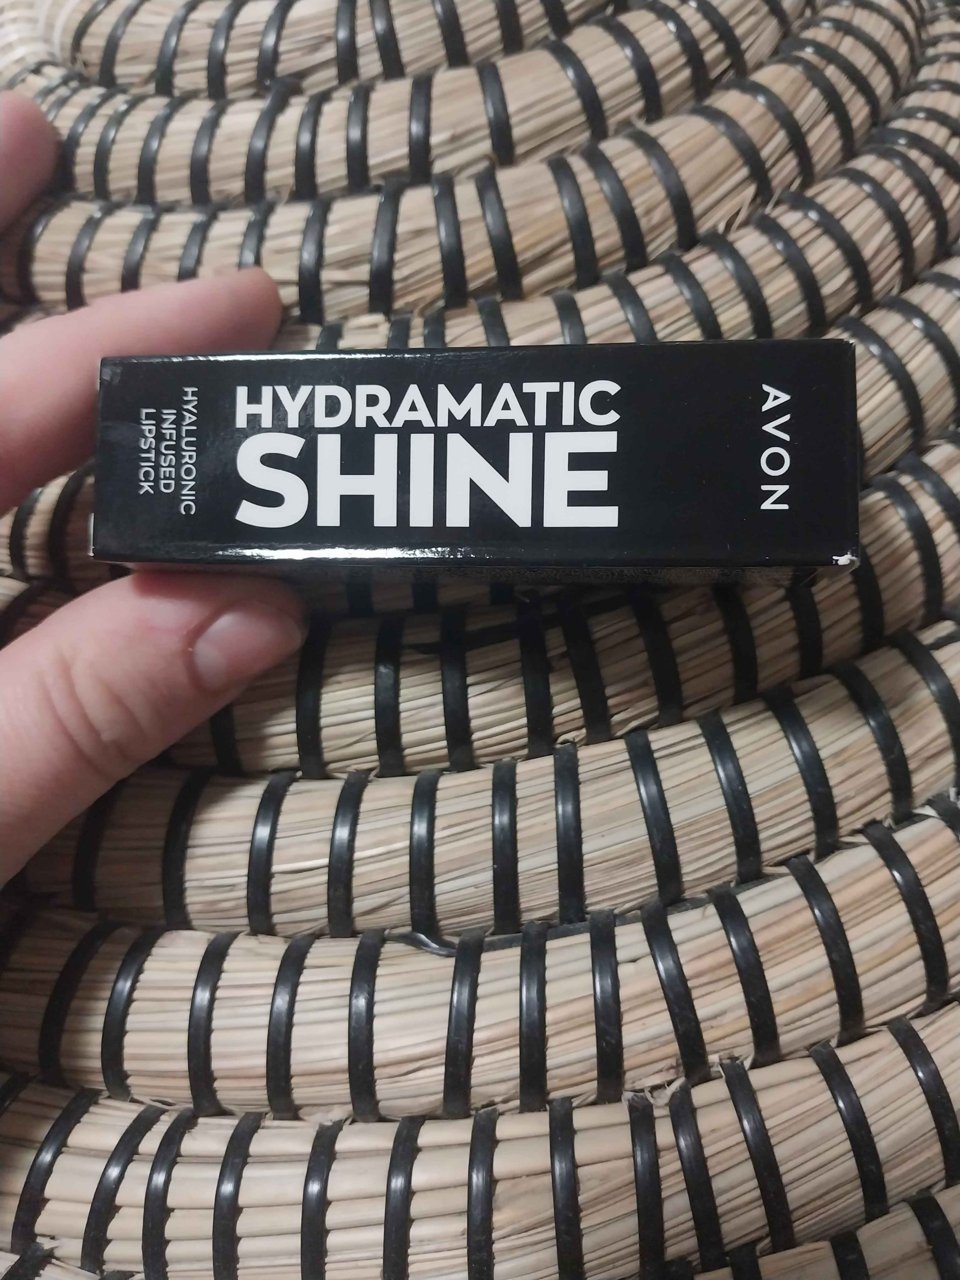 HYDRAMATIC
SHINE
AVON
HYALURONIC
INFUSED
LIPSTICK